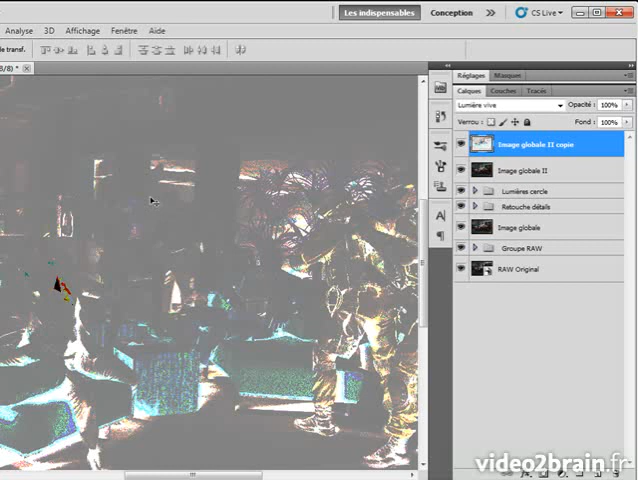 Les indispensables Conception CS Live
Analyse 3D Affichage Fenêtre Aide
de transf.
/8) *
Réglages Masques
Calques Couches Tracés
Lumière vive Opacité : 100%
Verrou : Fond : 100%
Image globale II copie
Image globale II
Lumières cercle
Retouche détails
Image globale
Groupe RAW
RAW Original
video2brain.fr